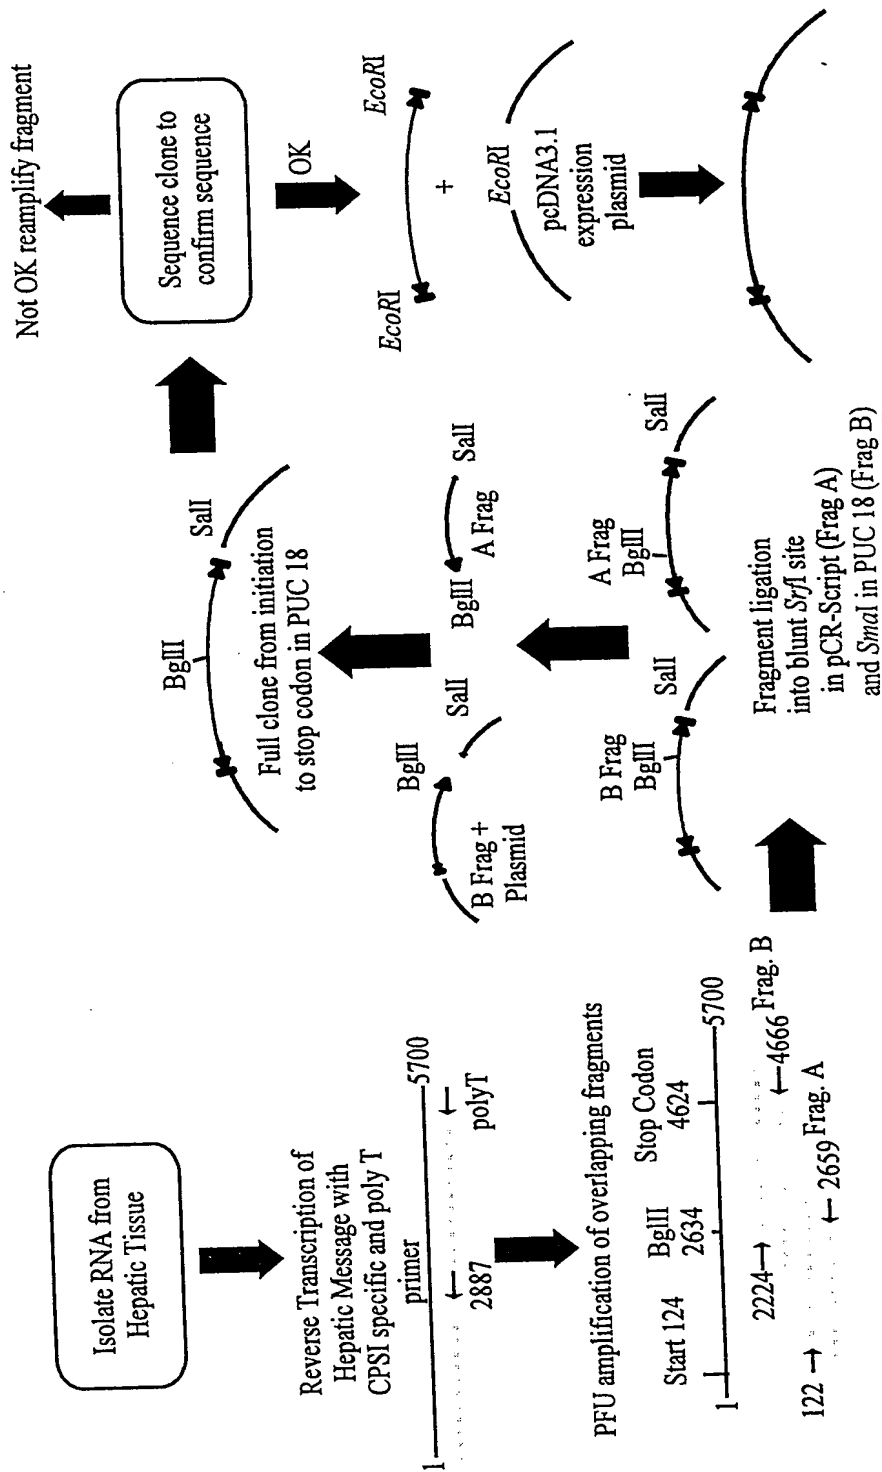 Isolate RNA from
Hepatic Tissue
Reverse Transcription of
Hepatic Message with
CPSI specific and poly T
primer
1
5700
2887
polyT
PFU amplification of overlapping fragments
Start 124
BglII
2634
Stop Codon
4624
1
5700
2224
4666 Frag. B
122
2659 Frag. A
B Frag
BglII
SalI
A Frag
BglII
SalI
Fragment ligation
into blunt SrfI site
in pCR-Script (Frag A)
and SmaI in PUC 18 (Frag B)
BglII
SalI
B Frag +
Plasmid
BglII
SalI
A Frag
BglII
SalI
Full clone from initiation
to stop codon in PUC 18
Sequence clone to
confirm sequence
Not OK reamplify fragment
OK
EcoRI
EcoRI
+
EcoRI
pcDNA3.1
expression
plasmid